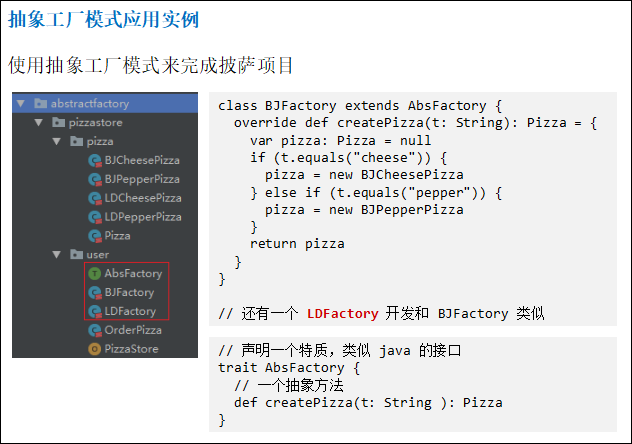 抽象工厂模式应用实例
使用抽象工厂模式来完成披萨项目
abstractfactory
pizzastore
pizza
BJCheesePizza
BJPepperPizza
LDCheesePizza
LDPepperPizza
Pizza
user
AbsFactory
BJFactory
LDFactory
OrderPizza
PizzaStore
class BJFactory extends AbsFactory {
  override def createPizza(t: String): Pizza = {
    var pizza: Pizza = null
    if (t.equals("cheese")) {
      pizza = new BJCheesePizza
    } else if (t.equals("pepper")) {
      pizza = new BJPepperPizza
    }
    return pizza
  }
}
// 还有一个 LDFactory 开发和 BJFactory 类似
// 声明一个特质，类似 java 的接口
trait AbsFactory {
  // 一个抽象方法
  def createPizza(t: String ): Pizza
}